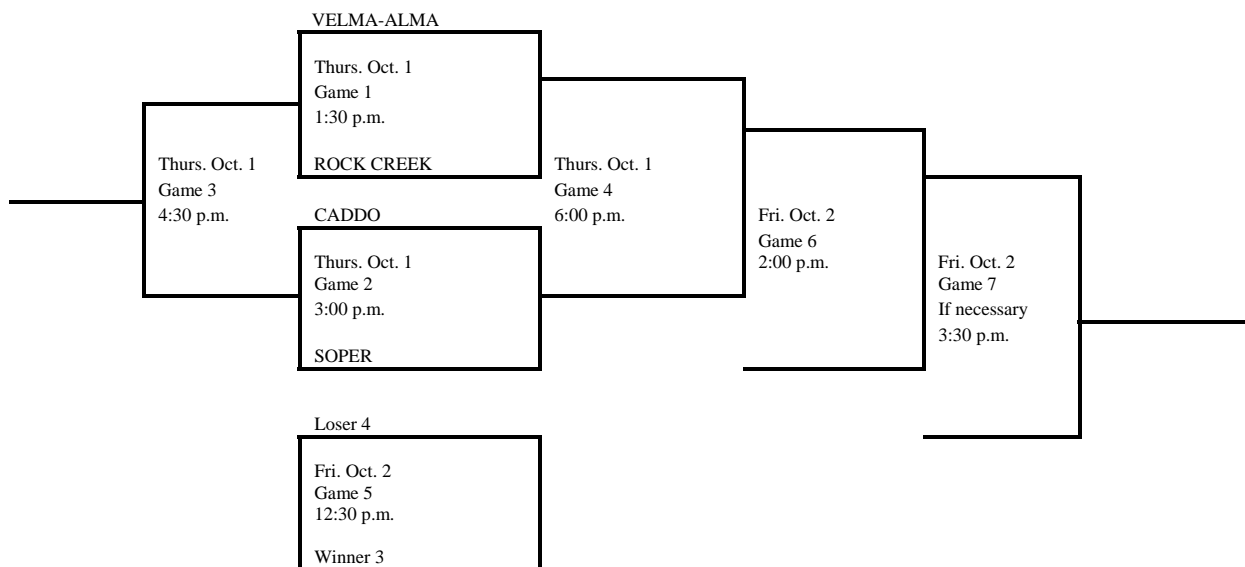 VELMA-ALMA
Thurs. Oct. 1
Game 1
1:30 p.m.
ROCK CREEK
Thurs. Oct. 1
Game 3
4:30 p.m.
Thurs. Oct. 1
Game 4
6:00 p.m.
CADDO
Thurs. Oct. 1
Game 2
3:00 p.m.
SOPER
Fri. Oct. 2
Game 6
2:00 p.m.
Fri. Oct. 2
Game 7
If necessary
3:30 p.m.
Loser 4
Fri. Oct. 2
Game 5
12:30 p.m.
Winner 3